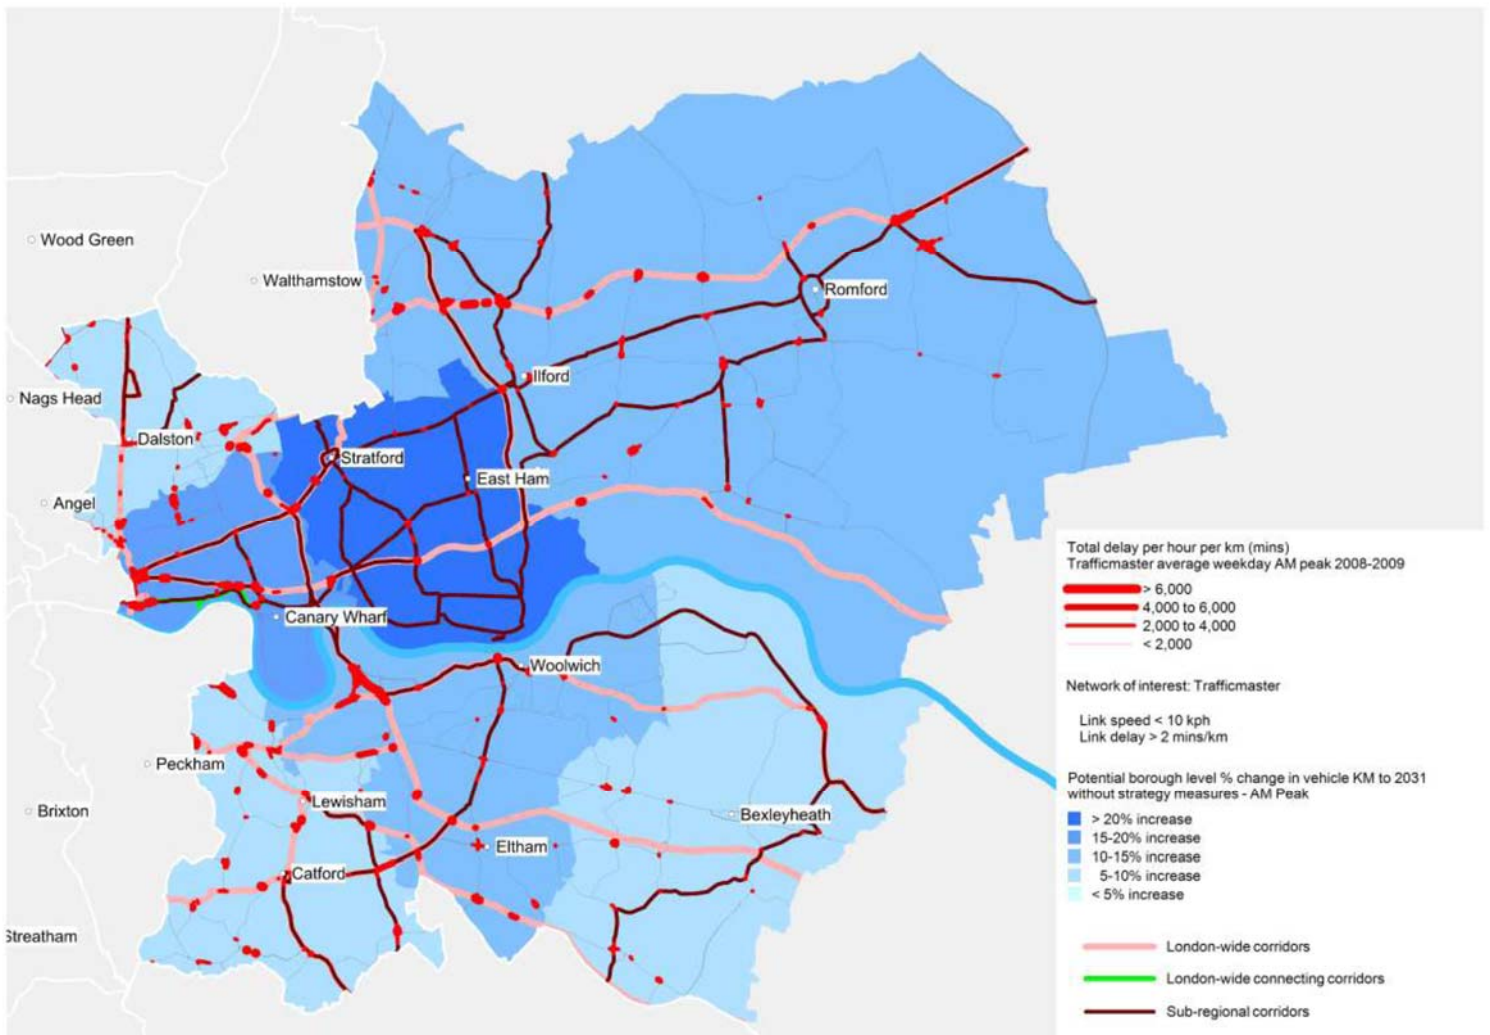 Wood Green
Walthamstow
Romford
Nags Head
Ilford
Dalston
Stratford
East Ham
Angel
Canary Wharf
Woolwich
Peckham
Lewisham
Brixton
Bexleyheath
Eltham
Catford
Streatham
Total delay per hour per km (mins)
Trafficmaster average weekday AM peak 2008-2009
> 6,000
4,000 to 6,000
2,000 to 4,000
< 2,000
Network of interest: Trafficmaster
Link speed < 10 kph
Link delay > 2 mins/km
Potential borough level % change in vehicle KM to 2031
without strategy measures - AM Peak
> 20% increase
15-20% increase
10-15% increase
5-10% increase
< 5% increase
London-wide corridors
London-wide connecting corridors
Sub-regional corridors